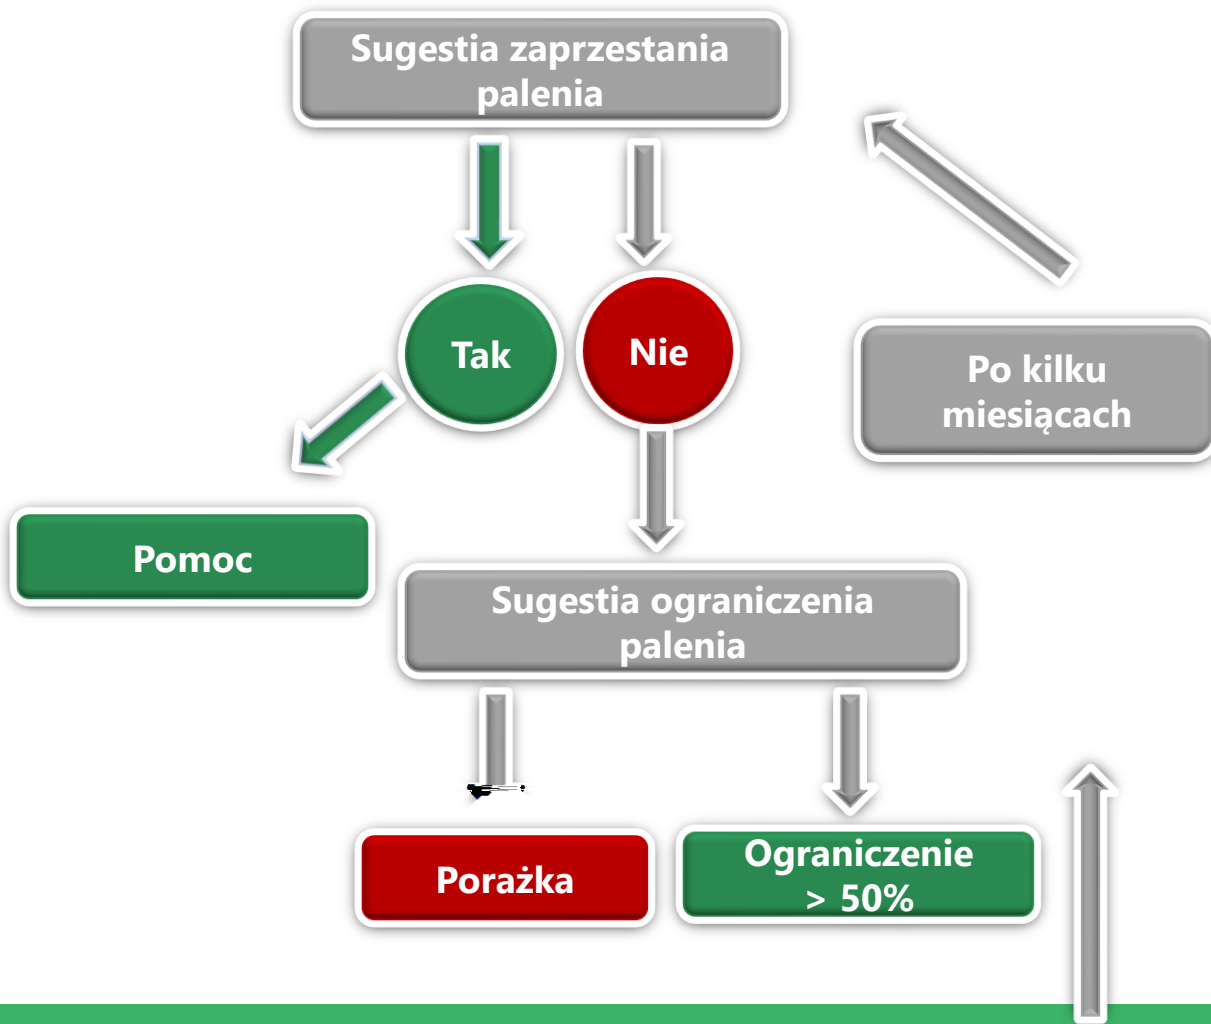 Sugestia zaprzestania
palenia
Tak
Nie
Po kilku
miesiącach
Pomoc
Sugestia ograniczenia
palenia
Porażka
Ograniczenie
> 50%